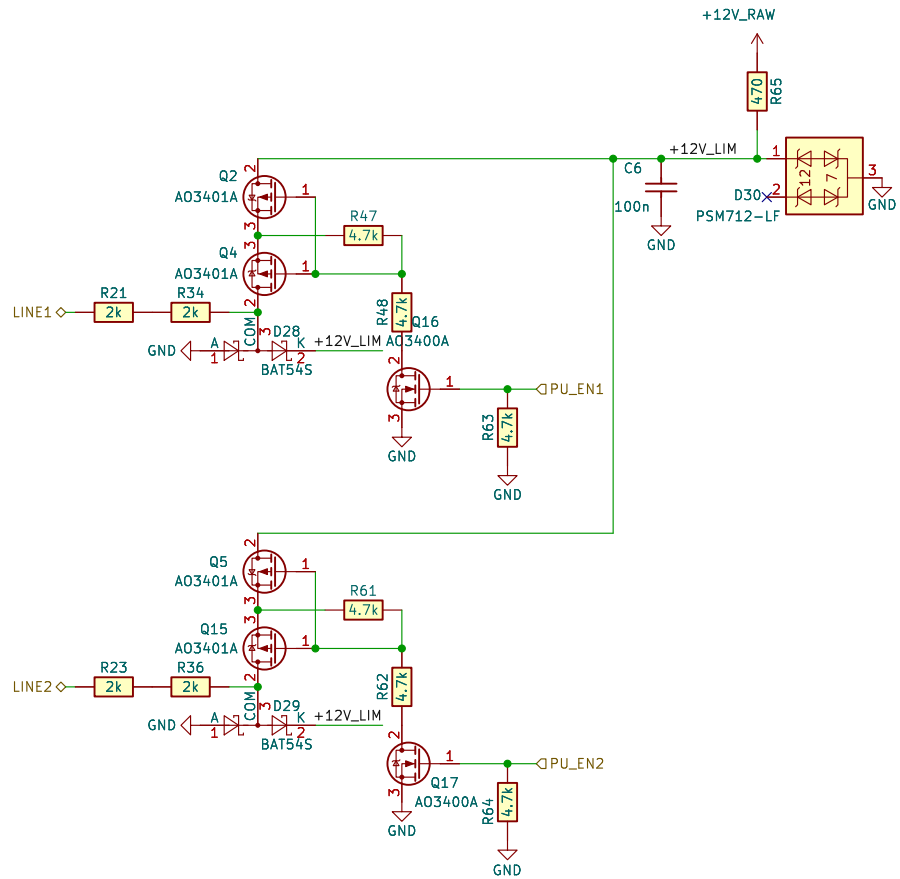 +12V_RAW
470
R65
+12V_LIM
1
12
7
3
GND
2
D30
PSM712-LF
C6
100n
GND
2
Q2
AO3401A
1
3
R47
4.7k
3
Q4
AO3401A
1
2
R21
2k
R34
2k
LINE1
R48
4.7k
Q16
AO3400A
COM
3
D28
GND
A
1
K
2
+12V_LIM
BAT54S
2
1
3
PU_EN1
R63
4.7k
GND
GND
2
Q5
AO3401A
1
3
R61
4.7k
3
Q15
AO3401A
1
2
R23
2k
R36
2k
LINE2
R62
4.7k
COM
3
D29
GND
A
1
K
2
+12V_LIM
BAT54S
2
1
3
PU_EN2
Q17
AO3400A
R64
4.7k
GND
GND